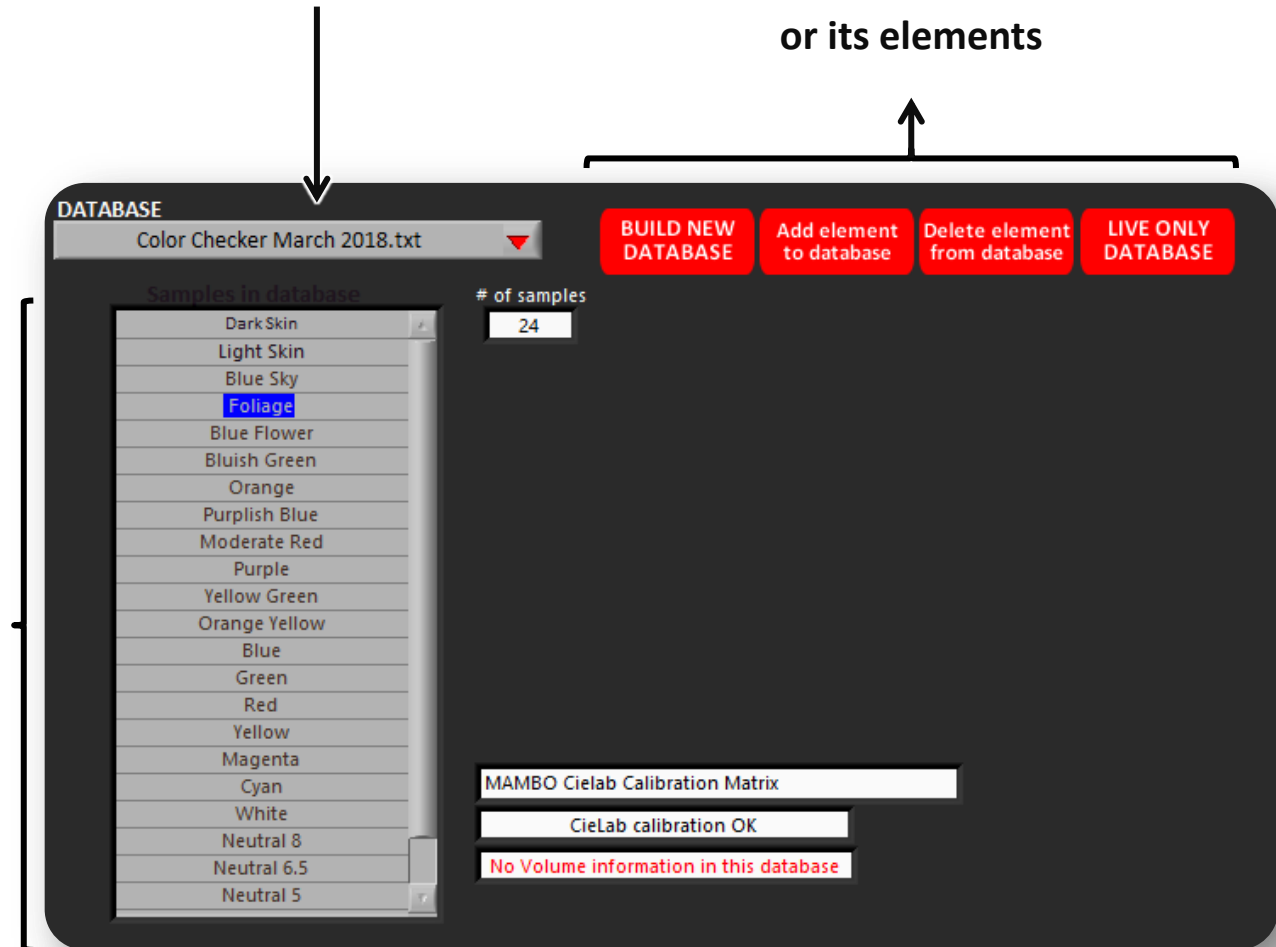 or its elements
DATABASE
Color Checker March 2018.txt
BUILD NEW
DATABASE
Add element
to database
Delete element
from database
LIVE ONLY
DATABASE
Samples in database
# of samples
24
Dark Skin
Light Skin
Blue Sky
Foliage
Blue Flower
Bluish Green
Orange
Purplish Blue
Moderate Red
Purple
Yellow Green
Orange Yellow
Blue
Green
Red
Yellow
Magenta
Cyan
White
Neutral 8
Neutral 6.5
Neutral 5
MAMBO Cielab Calibration Matrix
CieLab calibration OK
No Volume information in this database